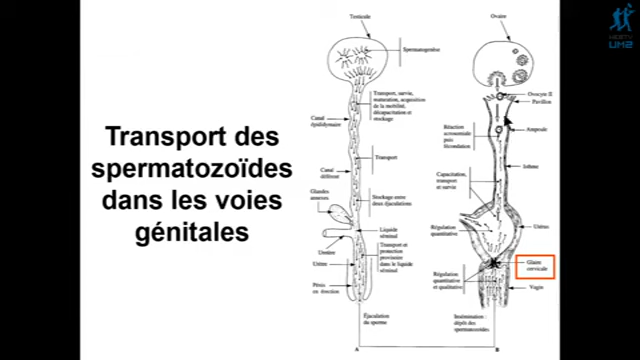 Transport des
spermatozoïdes
dans les voies
génitales
Testicule
Spermatogenèse
Transport, survie,
maturation, acquisition
de la mobilité,
décapacitation et
stockage
Canal
épididymaire
Transport
Canal
déférent
Stockage entre
deux éjaculations
Glandes
annexes
Liquide
séminal
Uretère
Transport et
protection
provisoire
dans le liquide
séminal
Urètre
Pénis
en érection
Éjaculation
du sperme
A
Ovaire
Ovocyte II
Pavillon
Réaction
acrosomiale
puis
fécondation
Ampoule
Isthme
Capacitation,
transport
et survie
Régulation
quantitative
Utérus
Glaire
cervicale
Régulation
quantitative
et qualitative
Vagin
Insémination :
dépôt des
spermatozoïdes
B
UM2